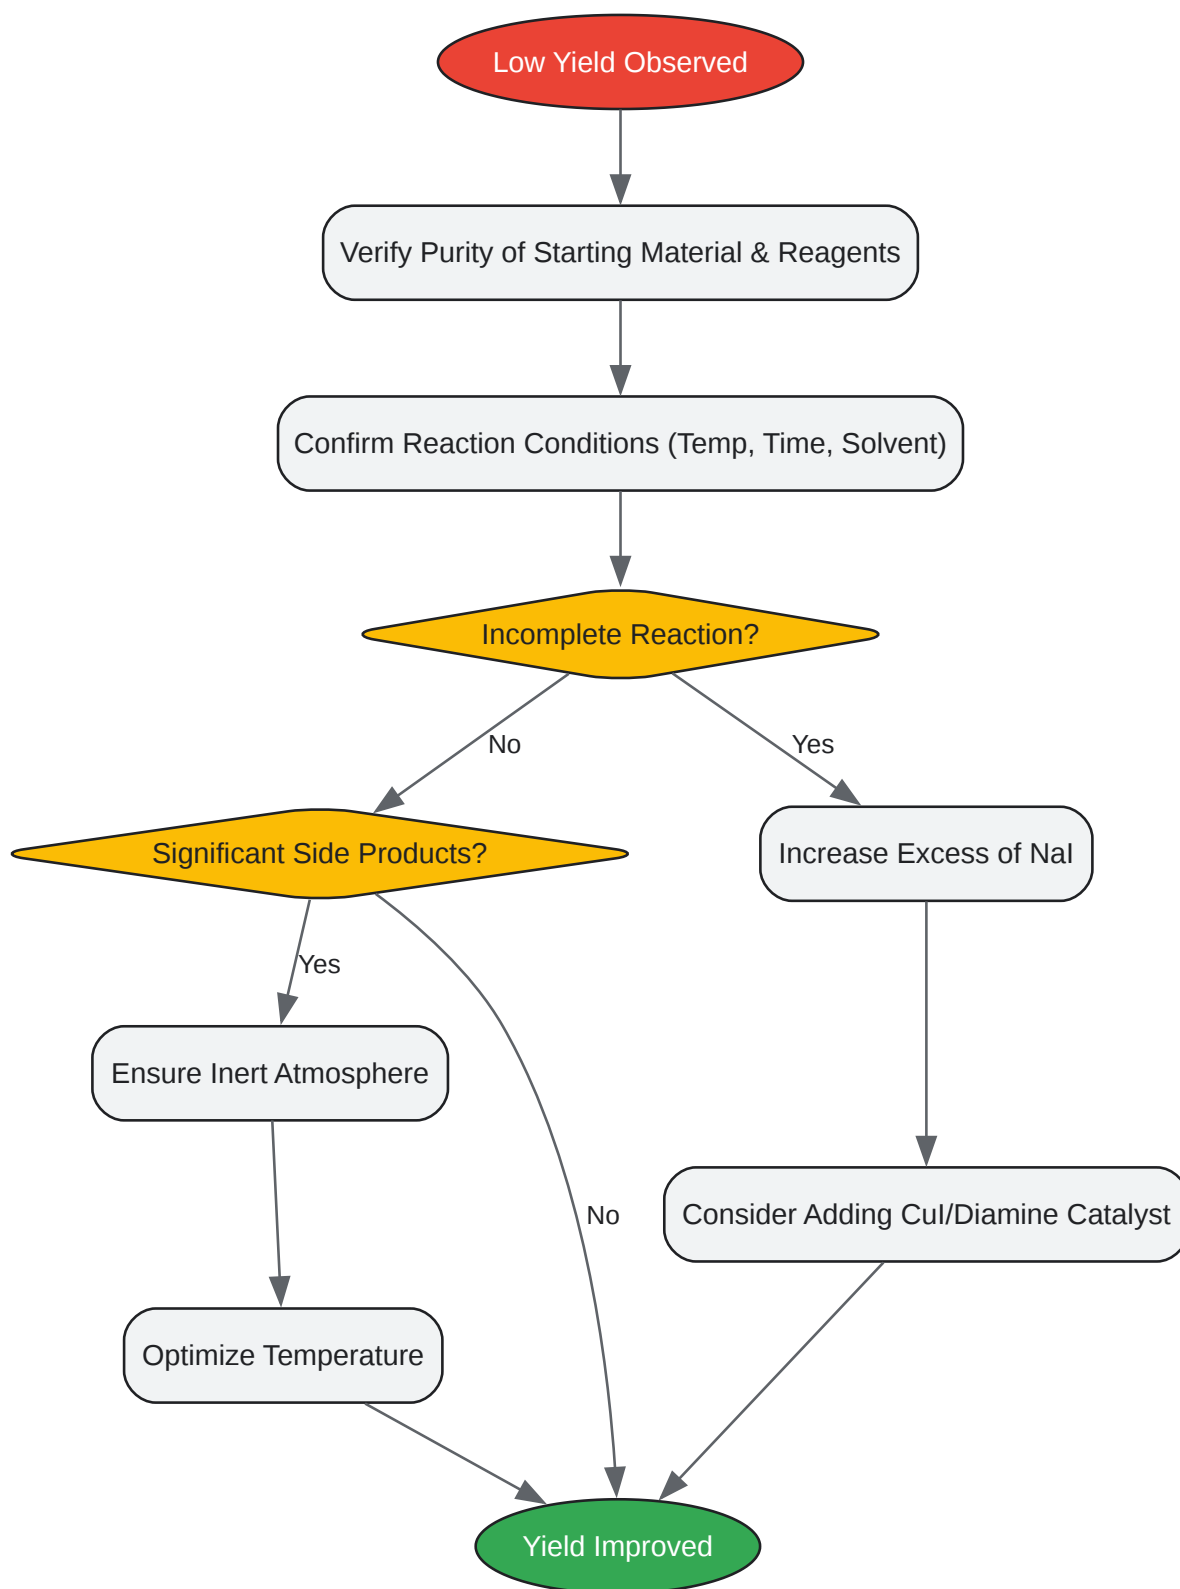 Low Yield Observed
Verify Purity of Starting Material & Reagents
Confirm Reaction Conditions (Temp, Time, Solvent)
Incomplete Reaction?
No
Yes
Significant Side Products?
Increase Excess of NaI
Yes
Ensure Inert Atmosphere
No
Consider Adding CuI/Diamine Catalyst
Optimize Temperature
Yield Improved